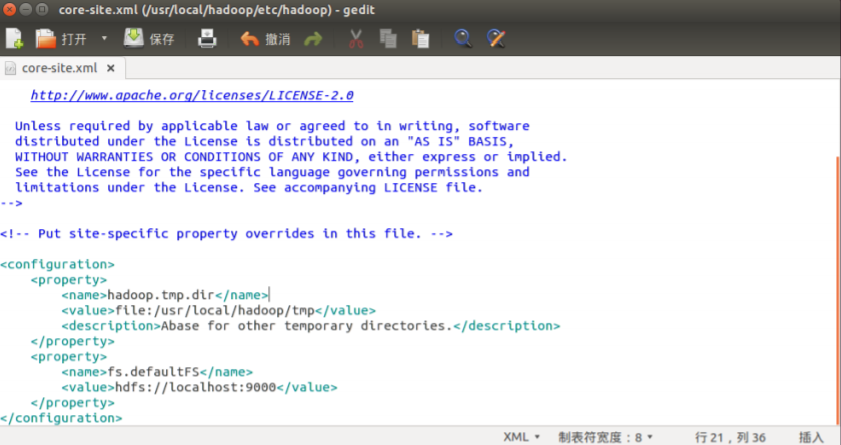 core-site.xml (/usr/local/hadoop/etc/hadoop) - gedit
打开 保存 撤消
core-site.xml ×
http://www.apache.org/licenses/LICENSE-2.0
Unless required by applicable law or agreed to in writing, software
distributed under the License is distributed on an "AS IS" BASIS,
WITHOUT WARRANTIES OR CONDITIONS OF ANY KIND, either express or implied.
See the License for the specific language governing permissions and
limitations under the License. See accompanying LICENSE file.
-->
<!-- Put site-specific property overrides in this file. -->
<configuration>
    <property>
        <name>hadoop.tmp.dir</name>
        <value>file:/usr/local/hadoop/tmp</value>
        <description>Abase for other temporary directories.</description>
    </property>
    <property>
        <name>fs.defaultFS</name>
        <value>hdfs://localhost:9000</value>
    </property>
</configuration>
XML 制表符宽度：8 行 21，列 36 插入